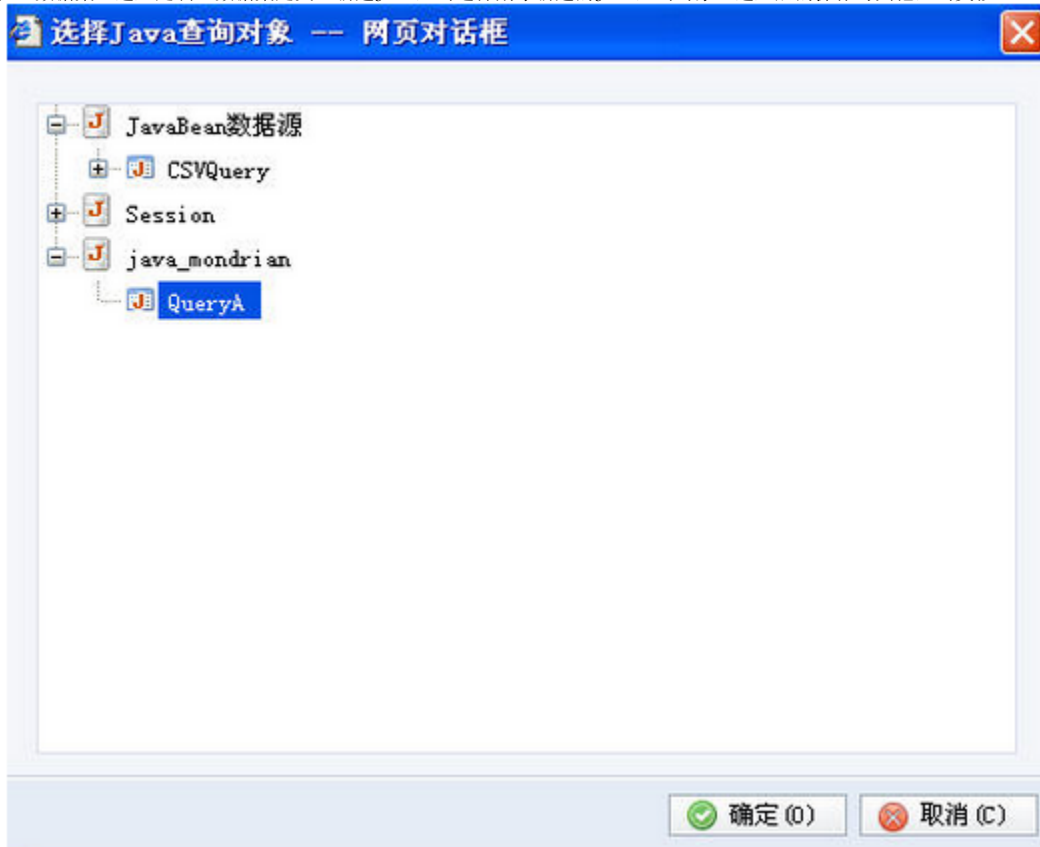 选择Java查询对象 -- 网页对话框
JavaBean数据源
CSVQuery
Session
java_mondrian
QueryA
确定(O) 取消(C)